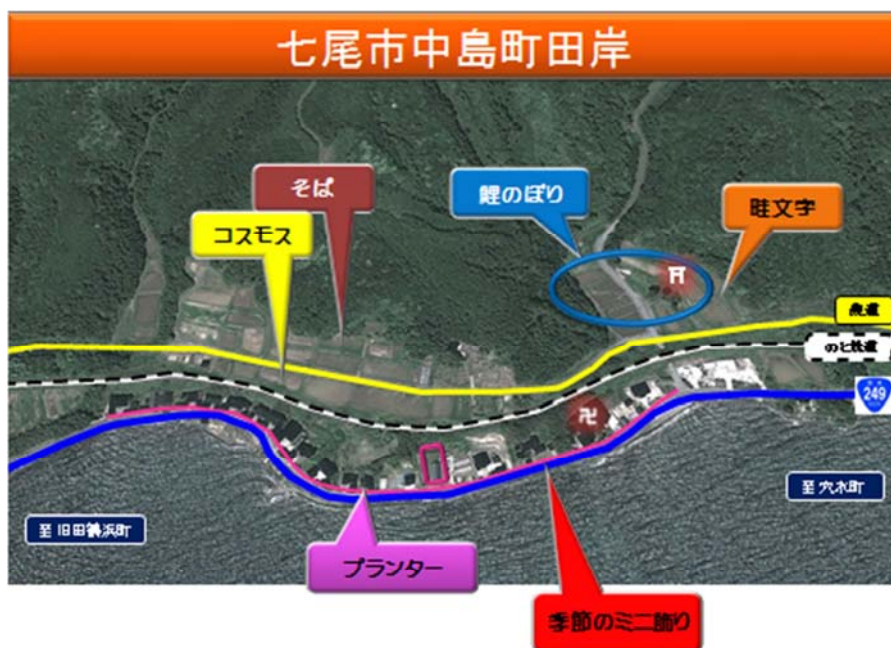 七尾市中島町田岸
そば
コスモス
鯉のぼり
畦文字
農道
のと鉄道
249
至 穴水町
至 旧田鶴浜町
プランター
季節のミニ飾り